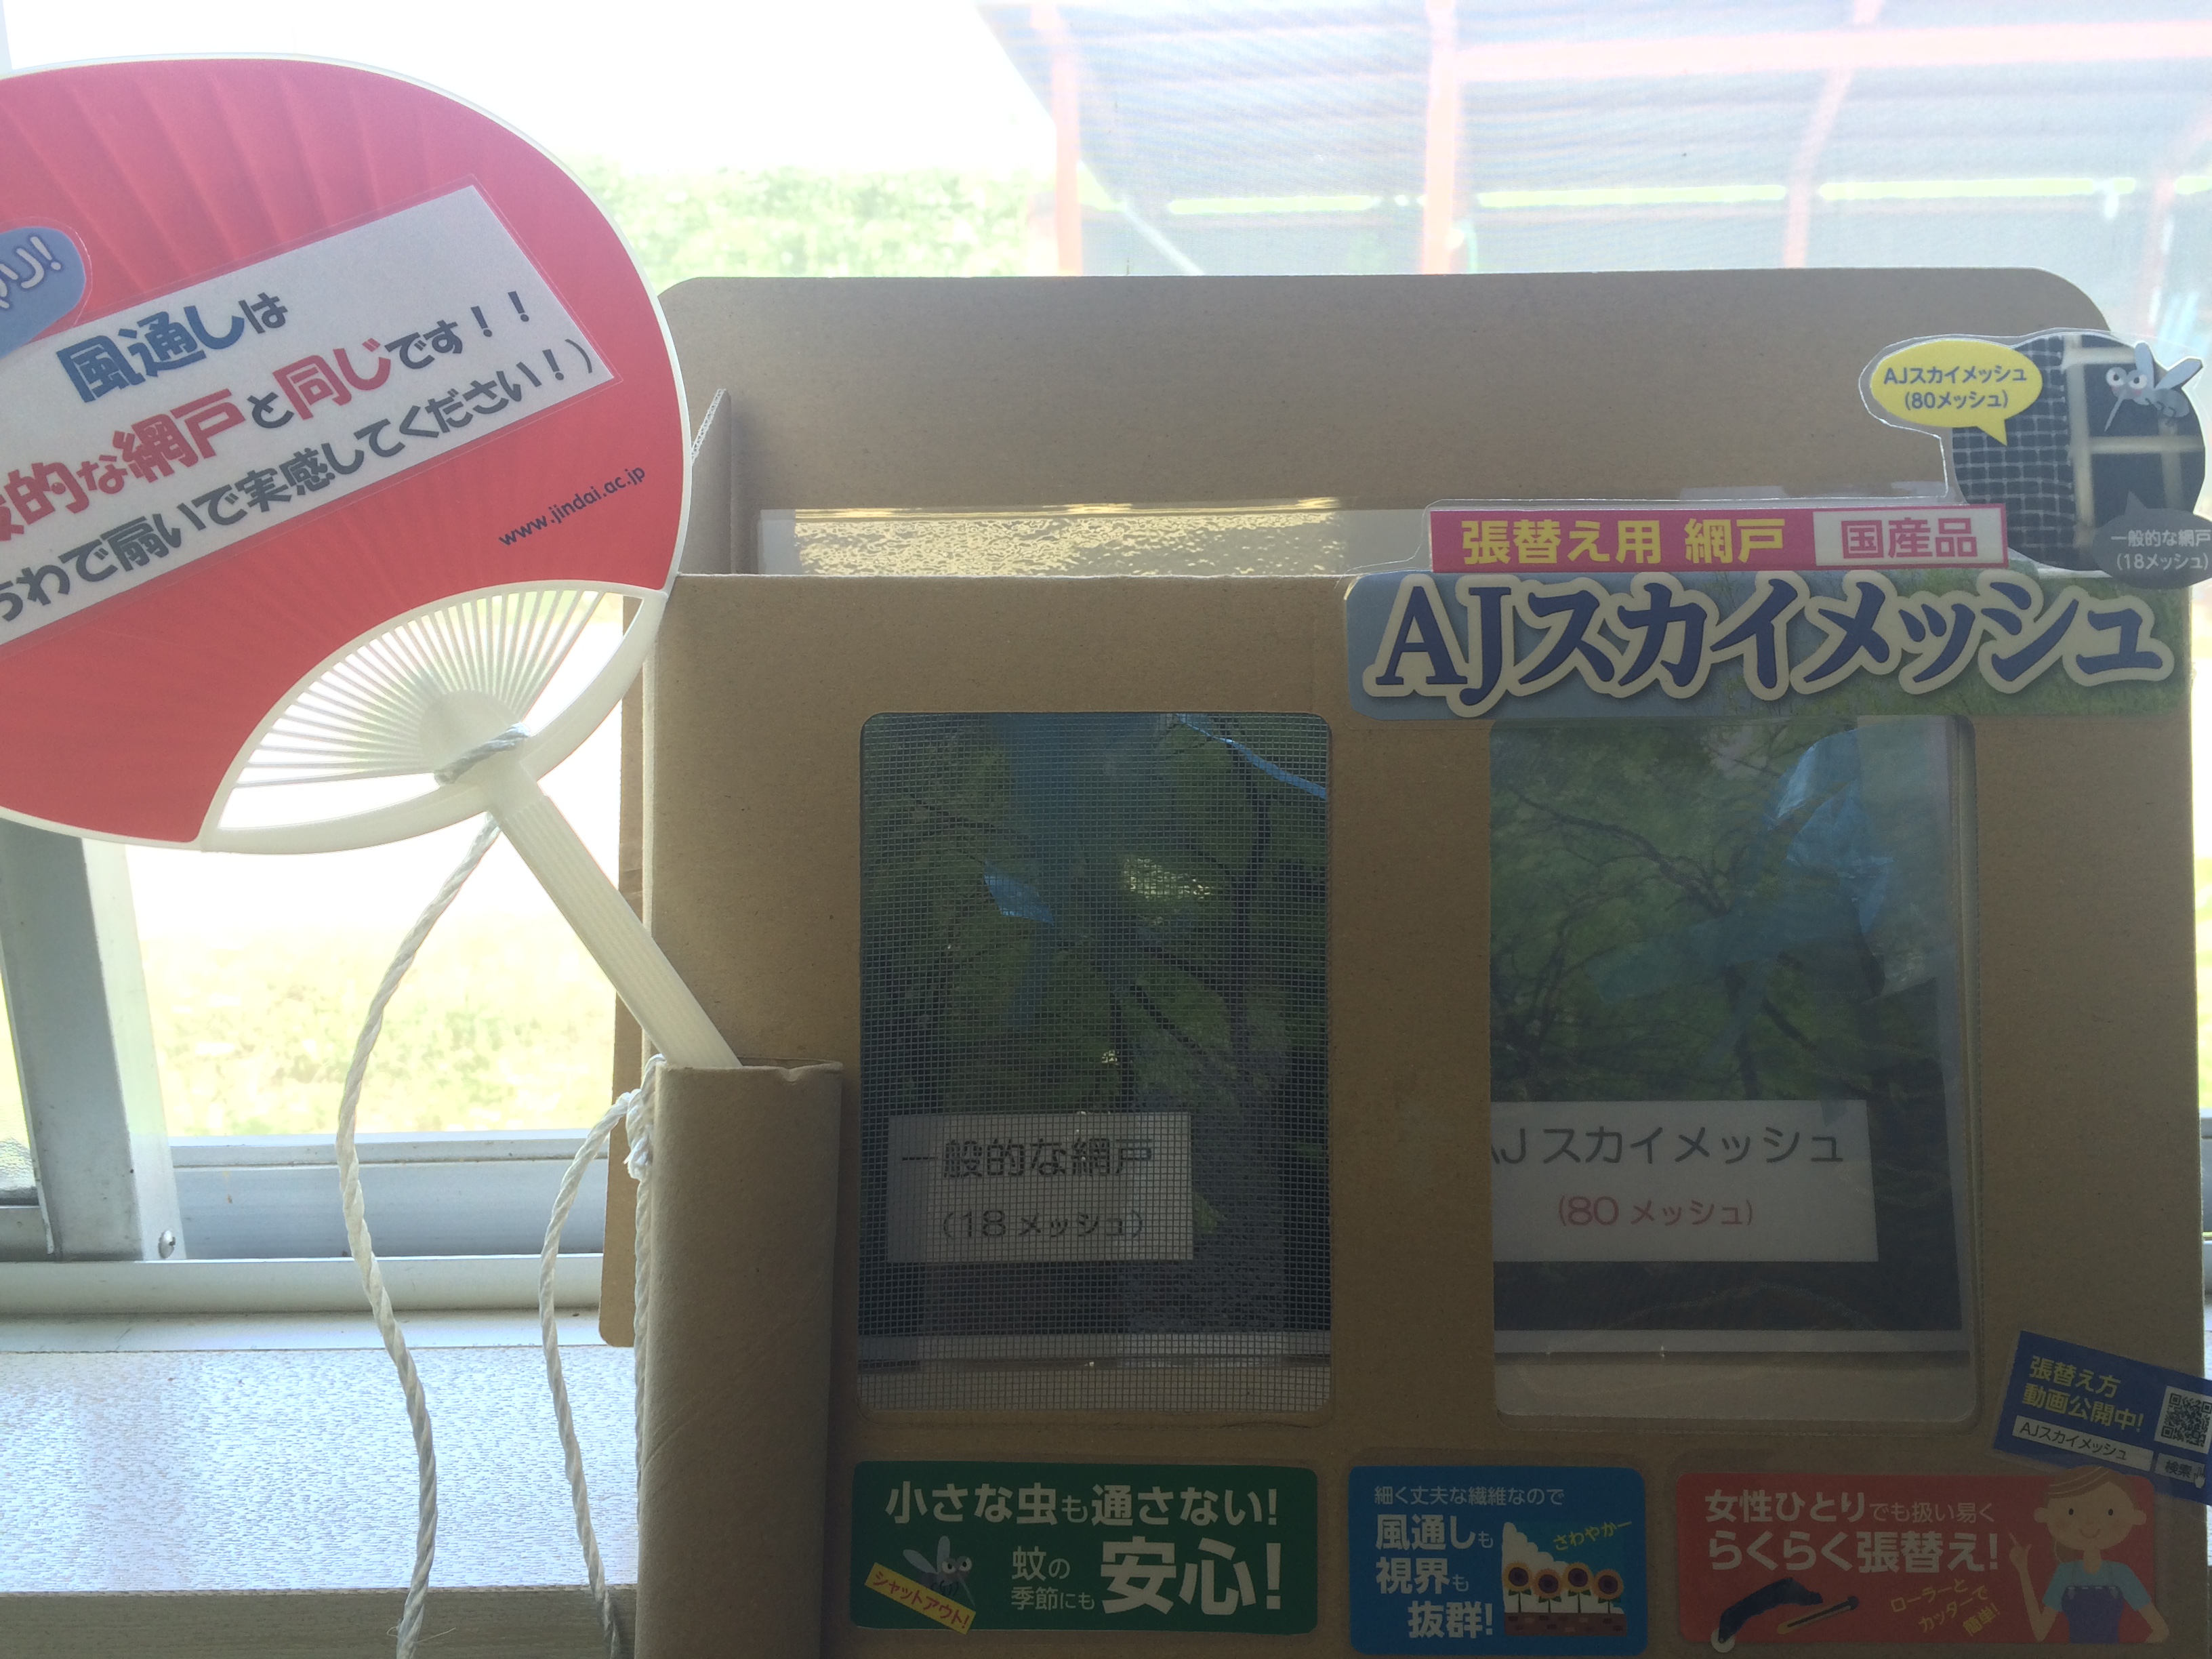 風通しは
的な網戸と同じです！！
わで扇いで実感してください！）
www.jindai.ac.jp
AJスカイメッシュ
(80メッシュ)
一般的な網戸
(18メッシュ)
張替え用 網戸 国産品
AJスカイメッシュ
一般的な網戸
(18 メッシュ)
AJ スカイメッシュ
(80 メッシュ)
張替え方
動画公開中!
AJスカイメッシュ 検索
小さな虫も通さない!
蚊の
季節にも
安心!
シャットアウト!
細く丈夫な繊維なので
風通しも
視界も
抜群!
さわやかー
女性ひとりでも扱い易く
らくらく張替え!
ローラーと
カッターで
簡単!